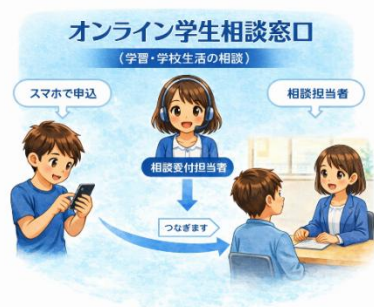 オンライン学生相談窓口
(学習・学校生活の相談)
スマホで申込
相談担当者
相談受付担当者
つなぎます